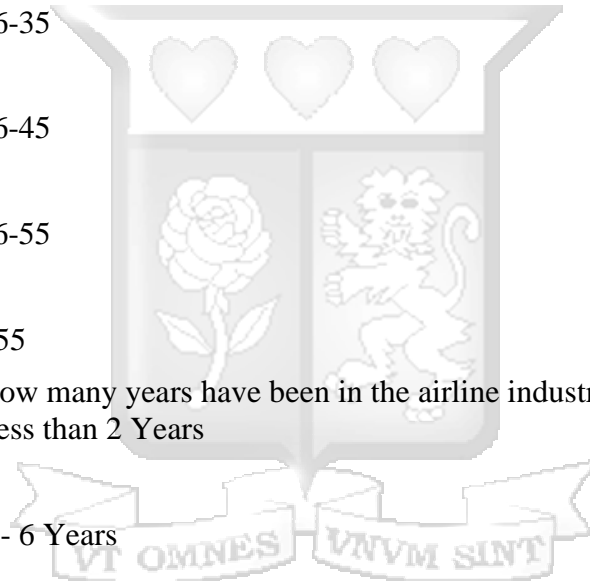 6-35
6-45
6-55
55
ow many years have been in the airline industr
ess than 2 Years
- 6 Years
VT OMNES VNVM SINT